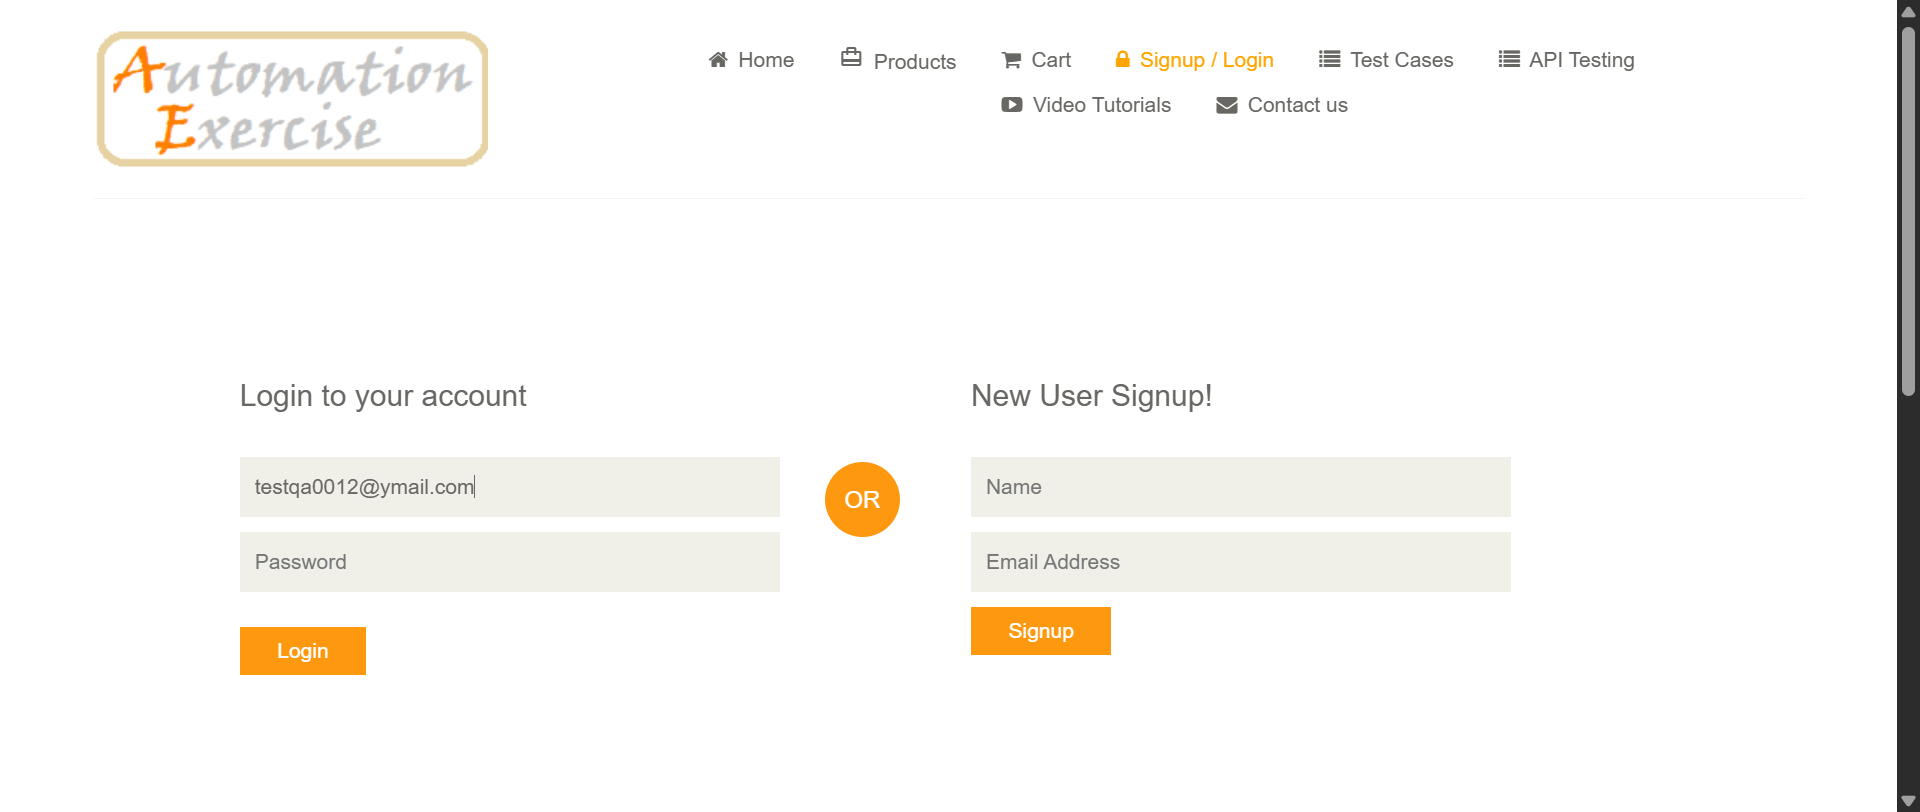 Automation
Exercise
Home
Products
Cart
Signup / Login
Test Cases
API Testing
Video Tutorials
Contact us
Login to your account
testqa0012@ymail.com
Password
Login
OR
New User Signup!
Name
Email Address
Signup